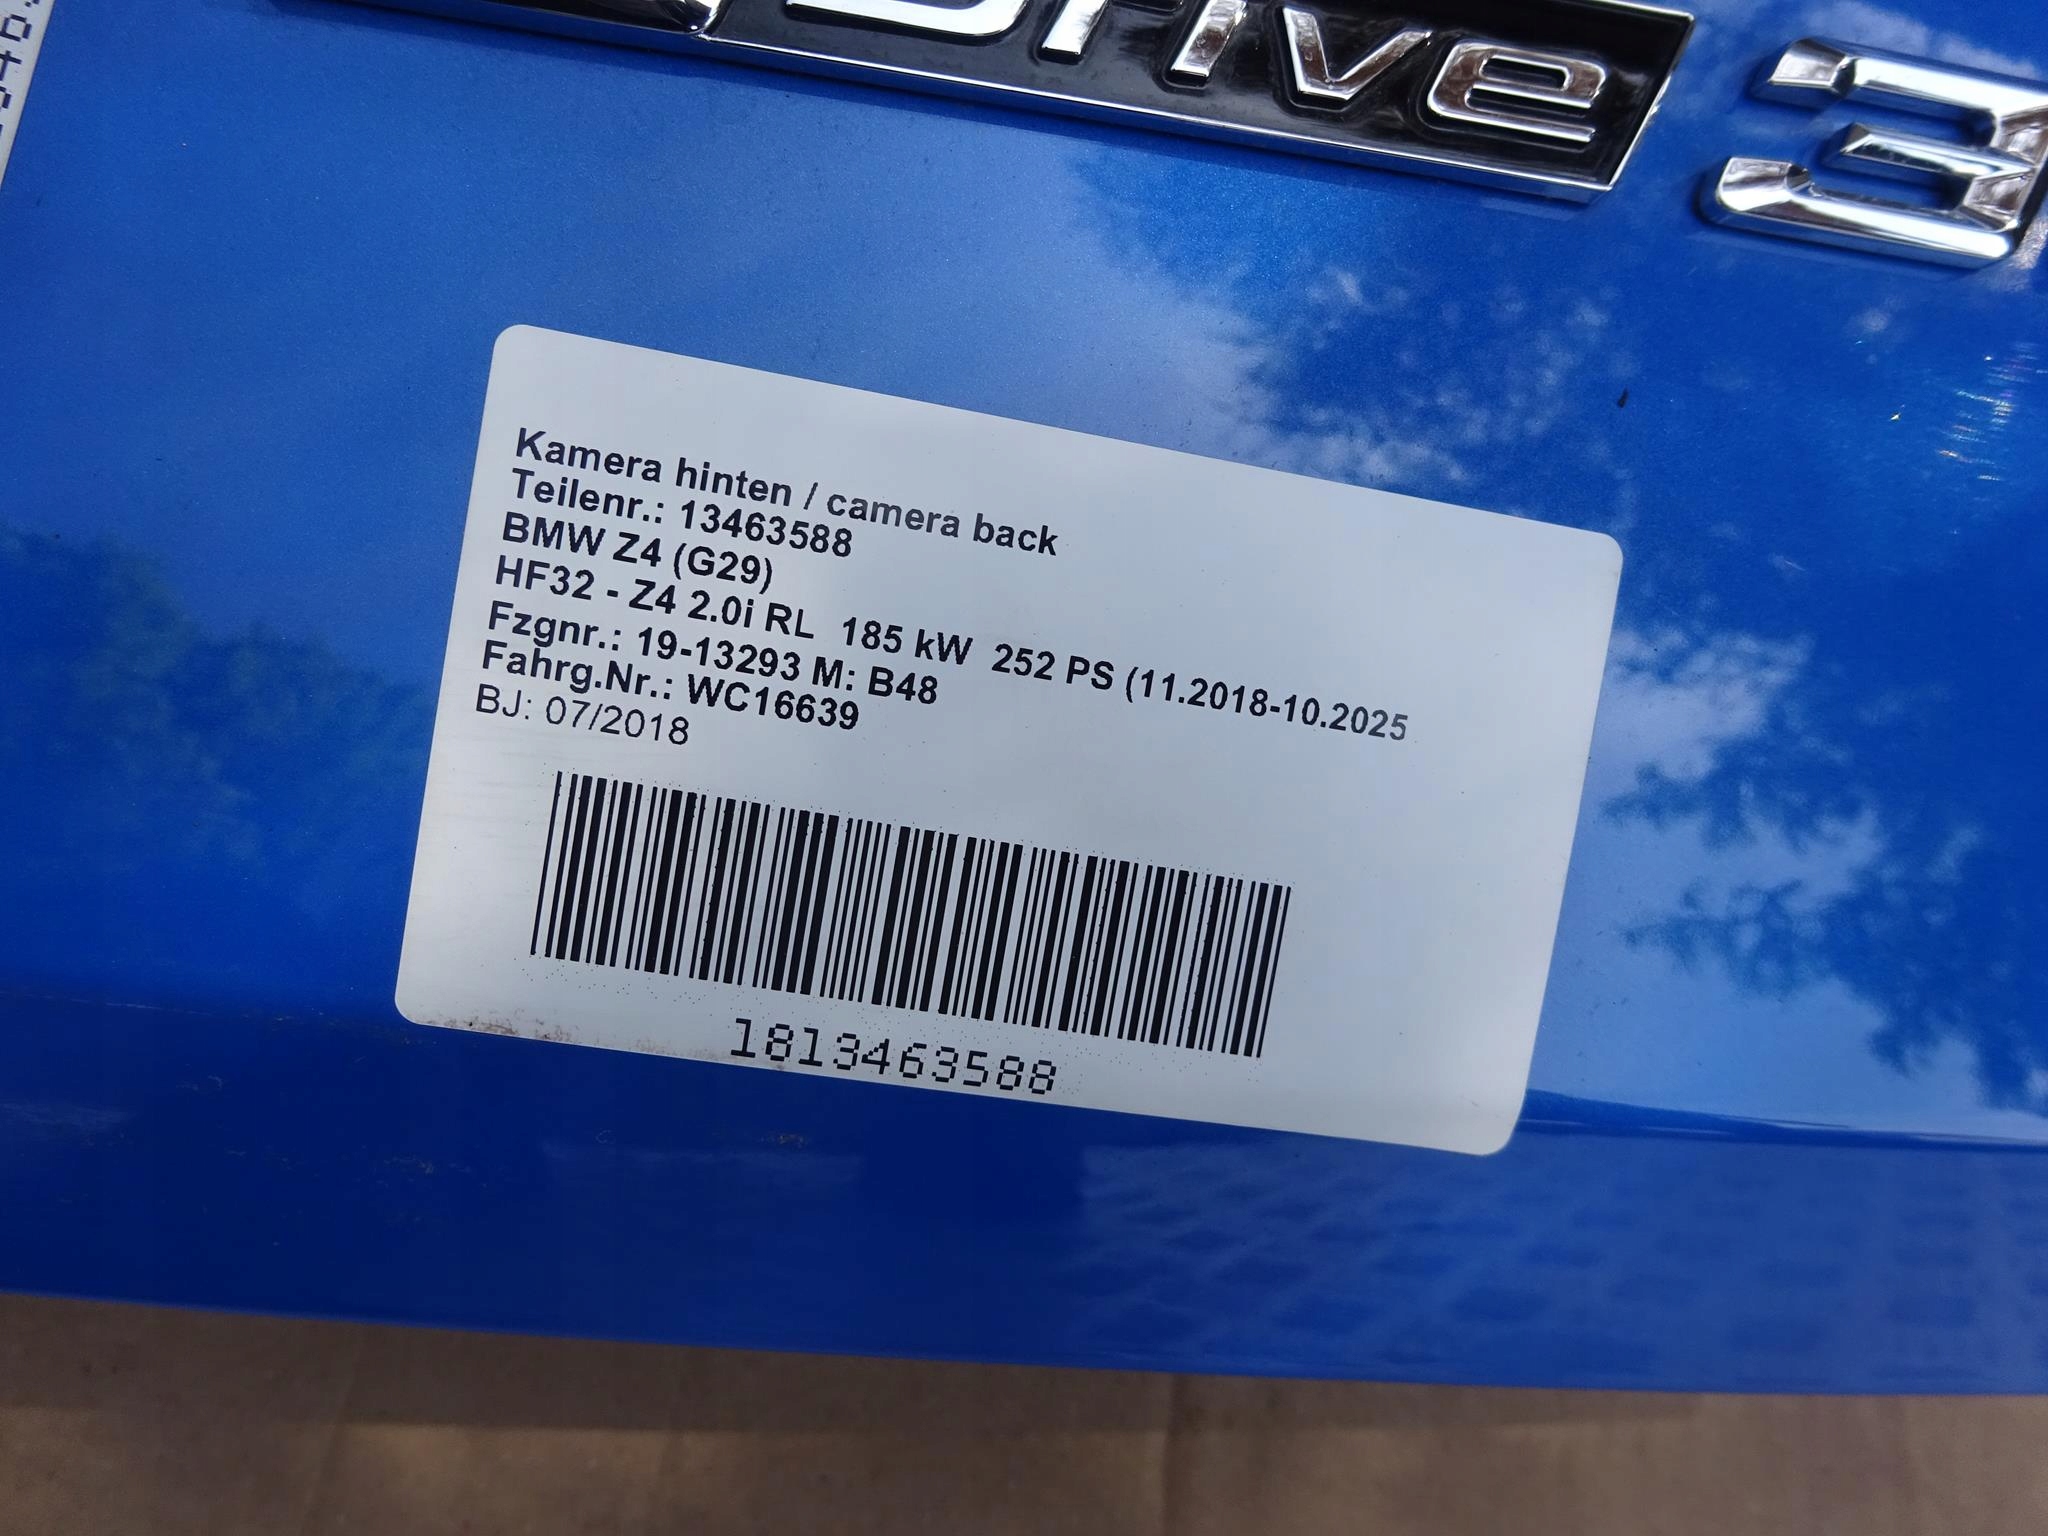 Drive 3
Kamera hinten / camera back
Teilenr.: 13463588
BMW Z4 (G29)
HF32 - Z4 2.0i RL  185 kW  252 PS (11.2018-10.2025
Fzgnr.: 19-13293 M: B48
Fahrg.Nr.: WC16639
BJ: 07/2018
1813463588